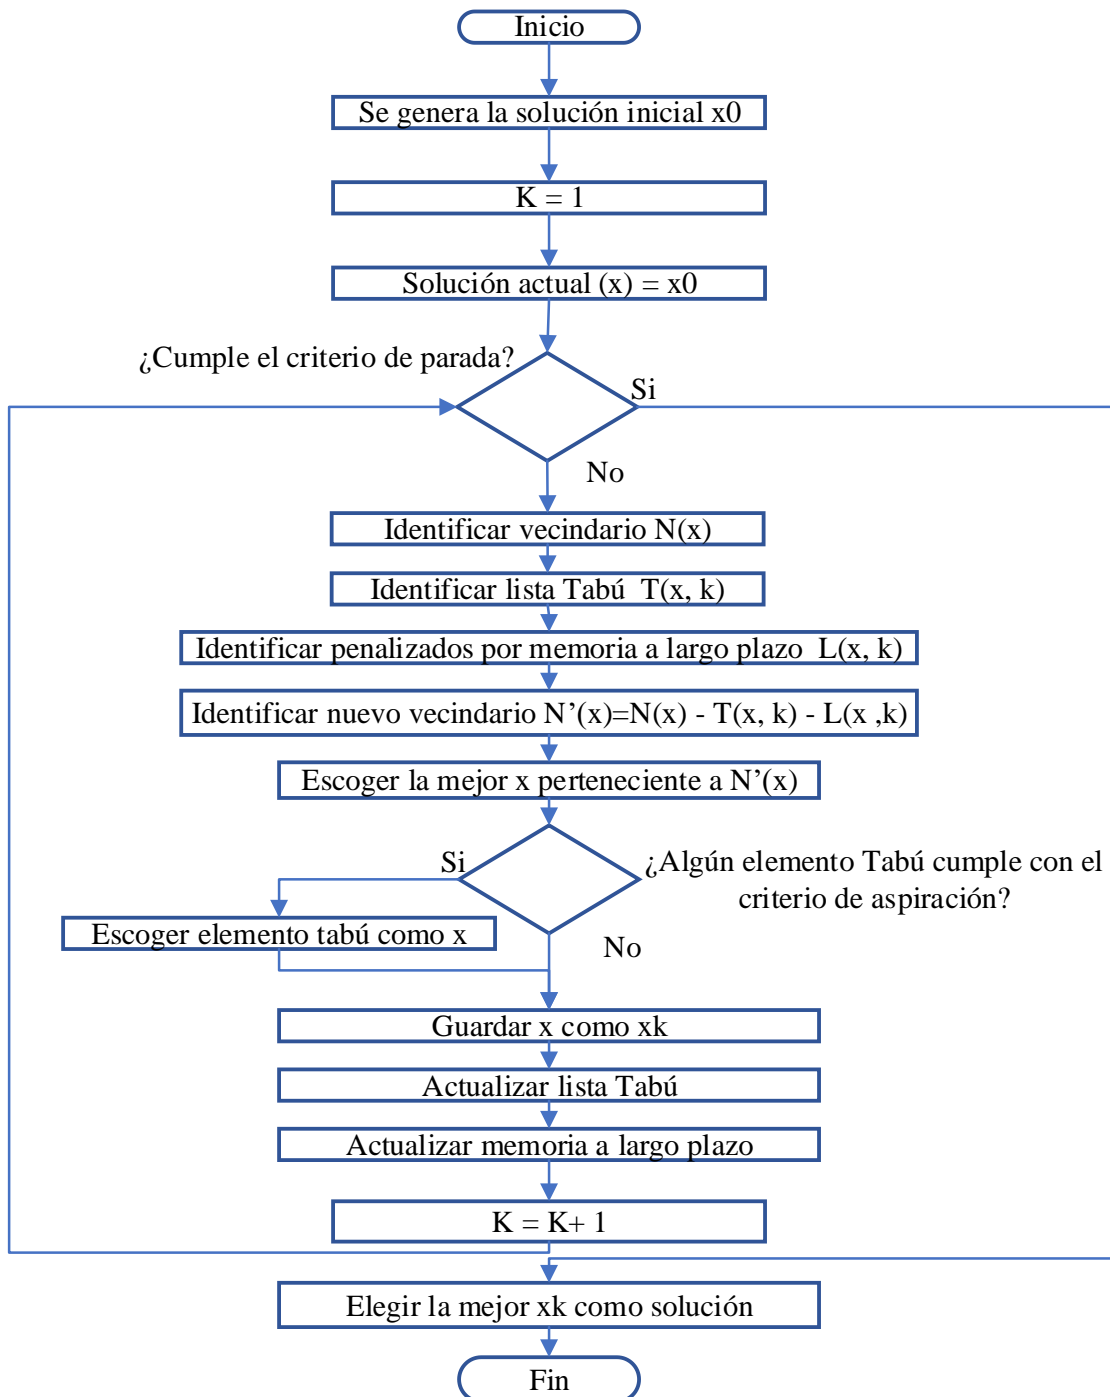 Inicio
Se genera la solución inicial x0
K = 1
Solución actual (x) = x0
¿Cumple el criterio de parada?
Si
No
Identificar vecindario N(x)
Identificar lista Tabú  T(x, k)
Identificar penalizados por memoria a largo plazo  L(x, k)
Identificar nuevo vecindario N’(x)=N(x) - T(x, k) - L(x ,k)
Escoger la mejor x perteneciente a N’(x)
Si
¿Algún elemento Tabú cumple con el
criterio de aspiración?
Escoger elemento tabú como x
No
Guardar x como xk
Actualizar lista Tabú
Actualizar memoria a largo plazo
K = K+ 1
Elegir la mejor xk como solución
Fin